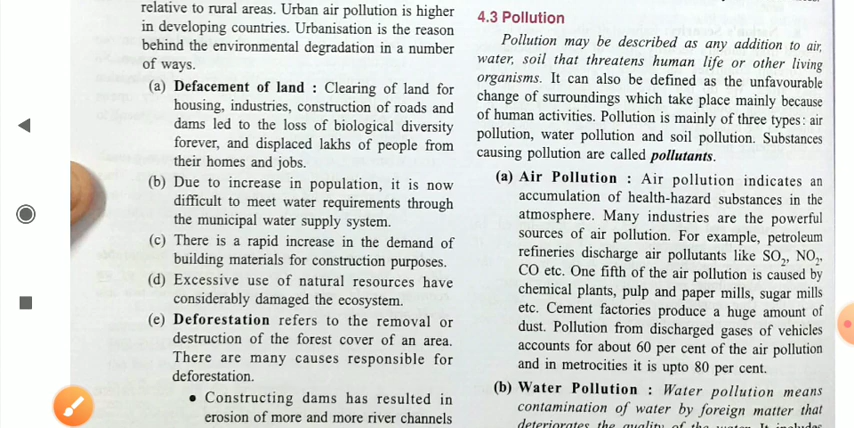 relative to rural areas. Urban air pollution is higher
in developing countries. Urbanisation is the reason
behind the environmental degradation in a number
of ways.
(a) Defacement of land : Clearing of land for
housing, industries, construction of roads and
dams led to the loss of biological diversity
forever, and displaced lakhs of people from
their homes and jobs.
(b) Due to increase in population, it is now
difficult to meet water requirements through
the municipal water supply system.
(c) There is a rapid increase in the demand of
building materials for construction purposes.
(d) Excessive use of natural resources have
considerably damaged the ecosystem.
(e) Deforestation refers to the removal or
destruction of the forest cover of an area.
There are many causes responsible for
deforestation.
• Constructing dams has resulted in
erosion of more and more river channels
4.3 Pollution
Pollution may be described as any addition to air,
water, soil that threatens human life or other living
organisms. It can also be defined as the unfavourable
change of surroundings which take place mainly because
of human activities. Pollution is mainly of three types : air
pollution, water pollution and soil pollution. Substances
causing pollution are called pollutants.
(a) Air Pollution : Air pollution indicates an
accumulation of health-hazard substances in the
atmosphere. Many industries are the powerful
sources of air pollution. For example, petroleum
refineries discharge air pollutants like SO₂, NO₂,
CO etc. One fifth of the air pollution is caused by
chemical plants, pulp and paper mills, sugar mills
etc. Cement factories produce a huge amount of
dust. Pollution from discharged gases of vehicles
accounts for about 60 per cent of the air pollution
and in metrocities it is upto 80 per cent.
(b) Water Pollution : Water pollution means
contamination of water by foreign matter that
deteriorates the quality of the water. It includes